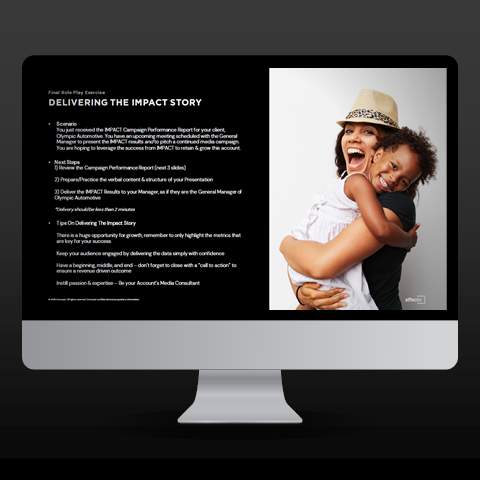 Final Role Play Exercise
DELIVERING THE IMPACT STORY
• Scenario
You just received the IMPACT Campaign Performance Report for your client,
Olympic Automotive. You have an upcoming meeting scheduled with the General
Manager to present the IMPACT results and to pitch a continued media campaign.
You are hoping to leverage the success from IMPACT to retain & grow this account.
• Next Steps
1) Review the Campaign Performance Report (next 3 slides)
2) Prepare/Practice the verbal content & structure of your Presentation
3) Deliver the IMPACT Results to your Manager, as if they are the General Manager of
Olympic Automotive
*Delivery should be less than 2 minutes
• Tips On Delivering The Impact Story
There is a huge opportunity for growth, remember to only highlight the metrics that
are key for your success
Keep your audience engaged by delivering the data simply with confidence
Have a beginning, middle, and end – don't forget to close with a "call to action" to
ensure a revenue driven outcome
Instill passion & expertise – Be your Account's Media Consultant